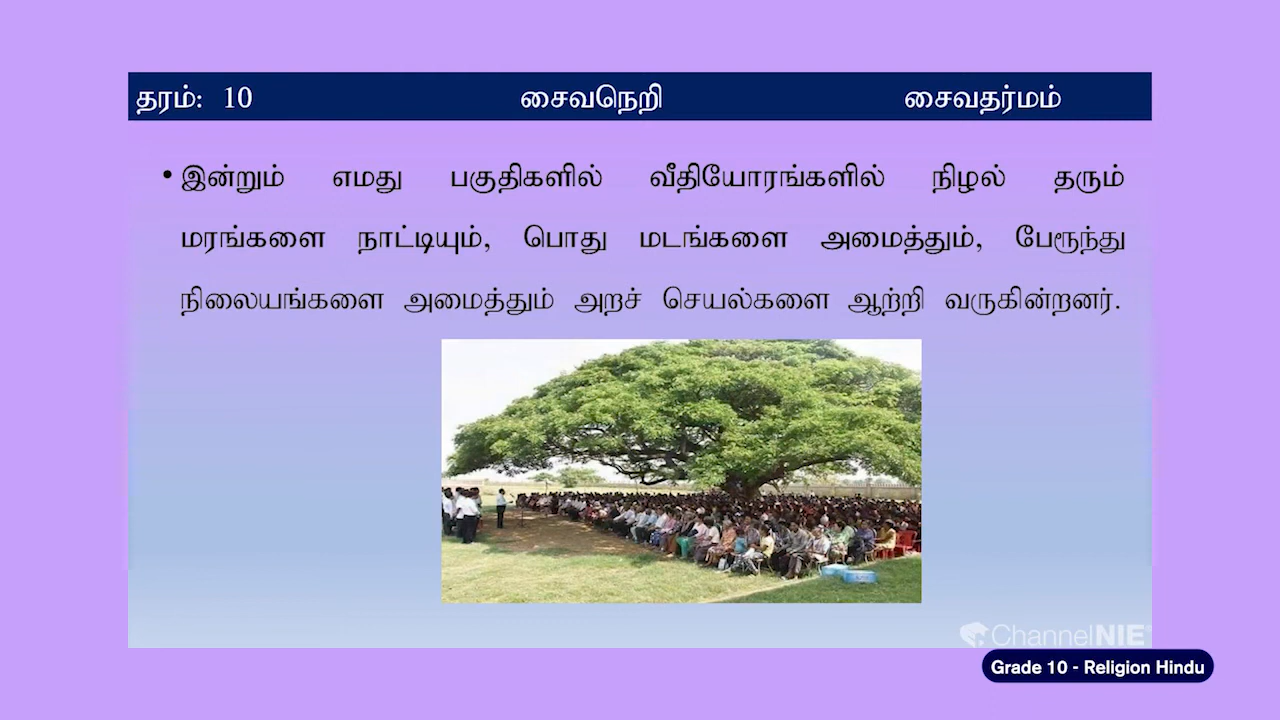 தரம்: 10 சைவநெறி சைவதர்மம்
• இன்றும் எமது பகுதிகளில் வீதியோரங்களில் நிழல் தரும்
மரங்களை நாட்டியும், பொது மடங்களை அமைத்தும், பேரூந்து
நிலையங்களை அமைத்தும் அறச் செயல்களை ஆற்றி வருகின்றனர்.
ChannelNIE
Grade 10 - Religion Hindu